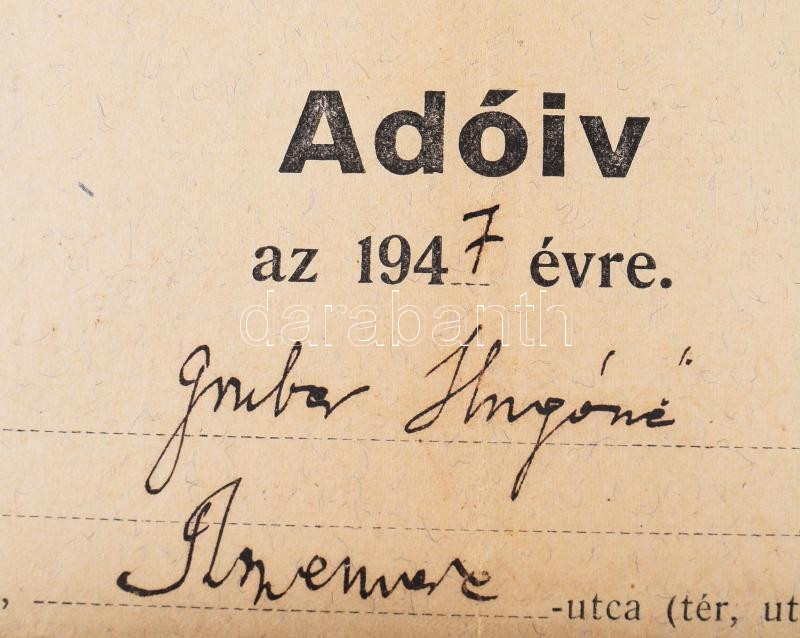 Adóiv
az 1947 évre.
darabanth
Gruber Hugóné
, -utca (tér, ut